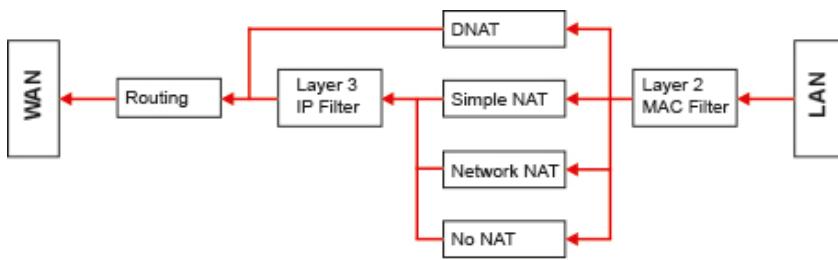 WAN
Routing
Layer 3
IP Filter
DNAT
Simple NAT
Network NAT
No NAT
Layer 2
MAC Filter
LAN